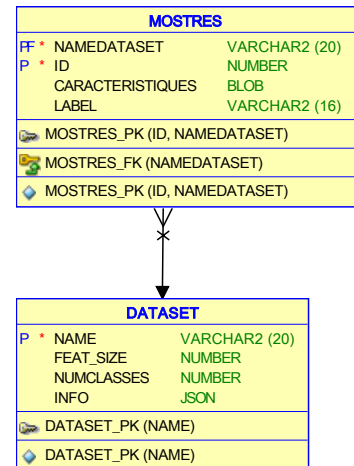 MOSTRES
PF * NAMEDATASET VARCHAR2 (20)
P * ID NUMBER
CARACTERISTIQUES BLOB
LABEL VARCHAR2 (16)
MOSTRES_PK (ID, NAMEDATASET)
MOSTRES_FK (NAMEDATASET)
MOSTRES_PK (ID, NAMEDATASET)
DATASET
P * NAME VARCHAR2 (20)
FEAT_SIZE NUMBER
NUMCLASSES NUMBER
INFO JSON
DATASET_PK (NAME)
DATASET_PK (NAME)